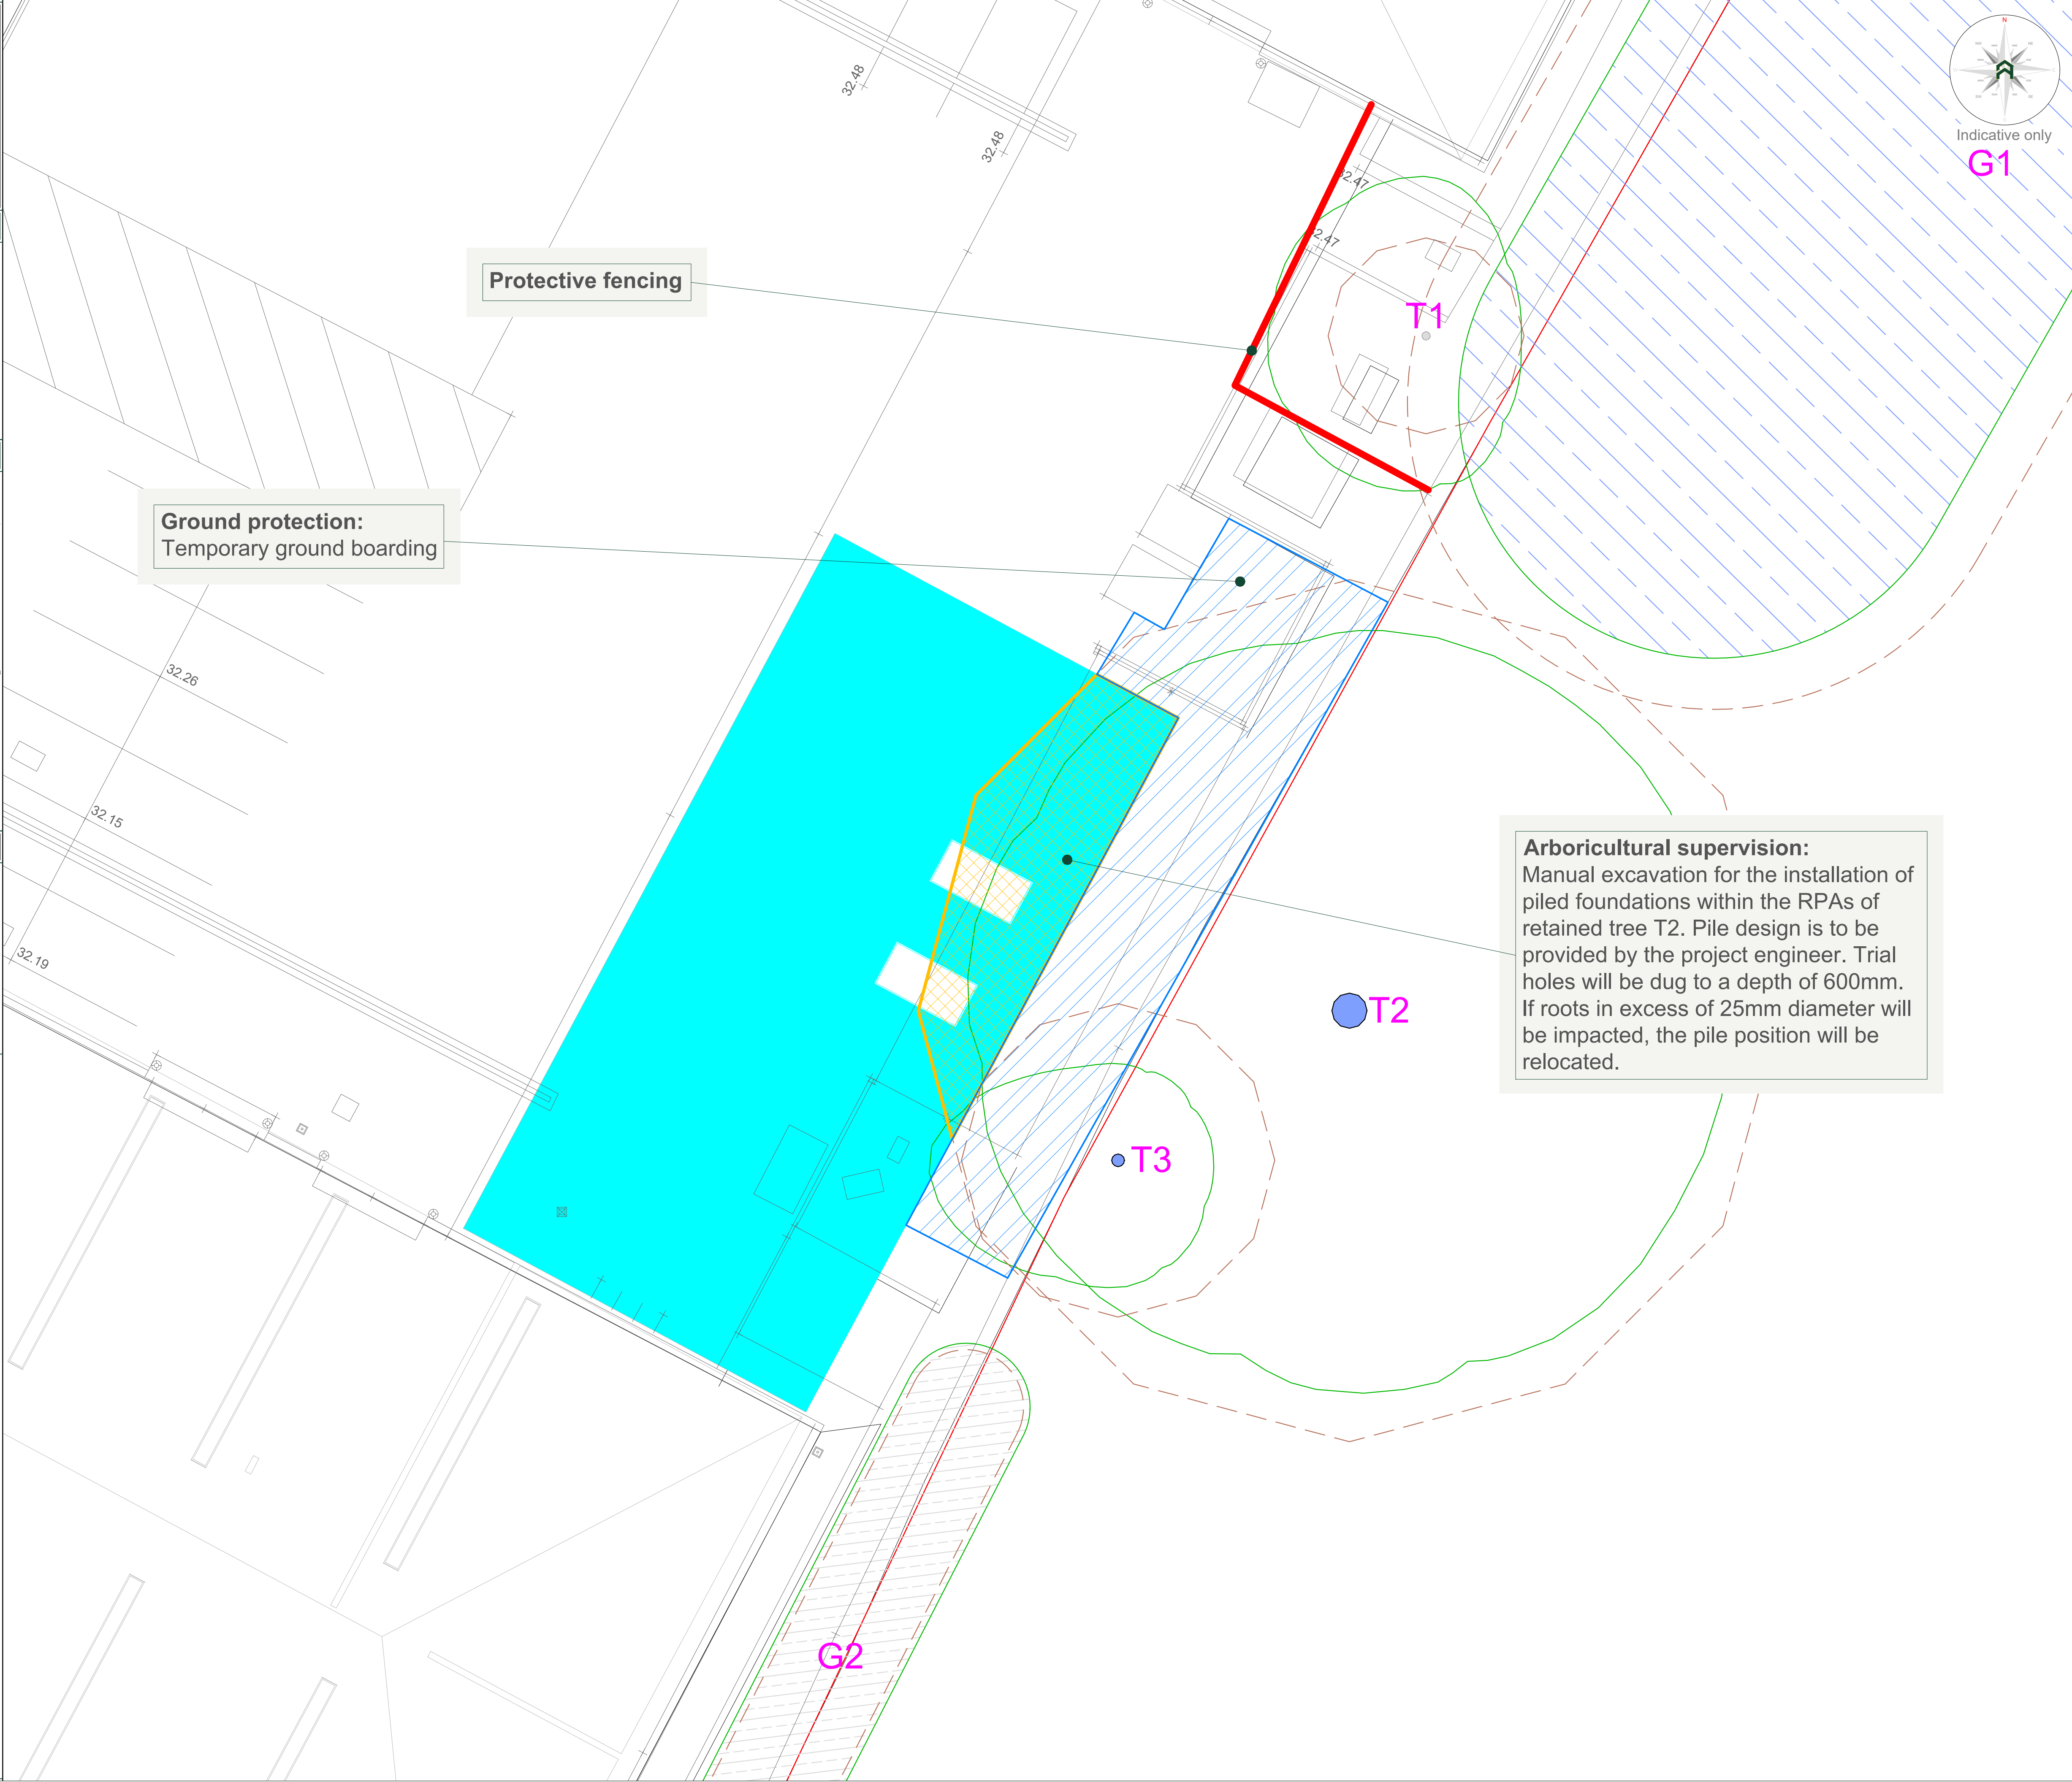 N
Indicative only
G1
32.48
32.48
32.47
32.47
Protective fencing
T1
Ground protection:
Temporary ground boarding
32.26
32.15
32.19
Arboricultural supervision:
Manual excavation for the installation of
piled foundations within the RPAs of
retained tree T2. Pile design is to be
provided by the project engineer. Trial
holes will be dug to a depth of 600mm.
If roots in excess of 25mm diameter will
be impacted, the pile position will be
relocated.
T2
T3
G2